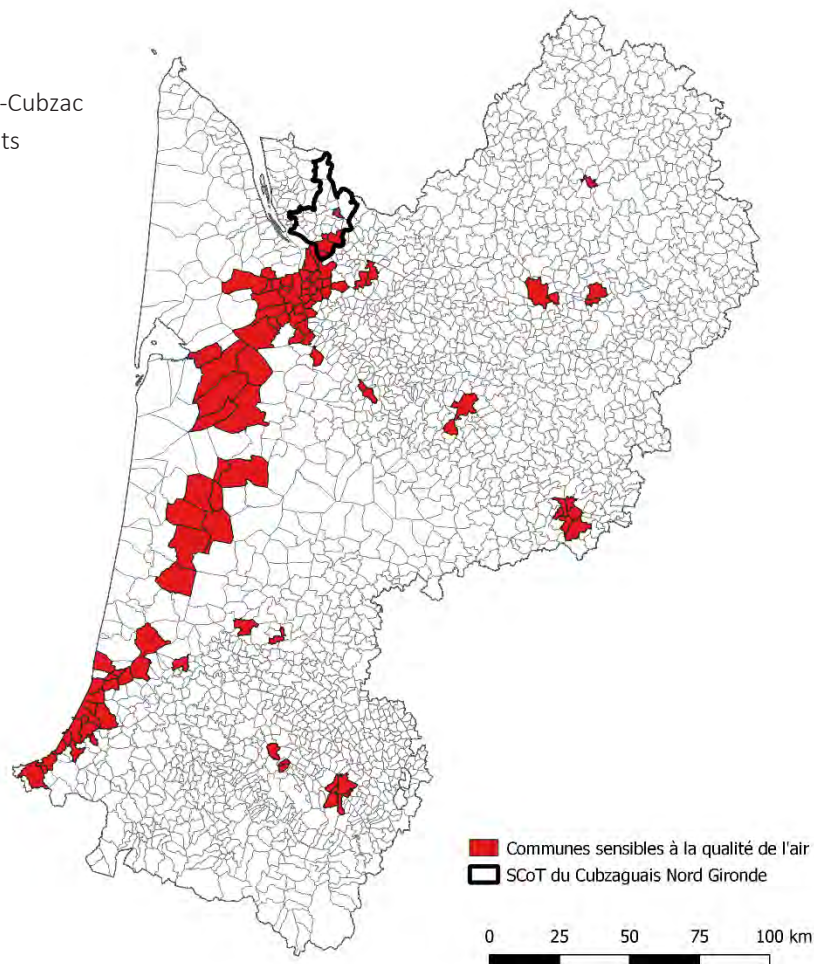 -Cubzac
ts
Communes sensibles à la qualité de l'air
SCoT du Cubzaguais Nord Gironde
0 25 50 75 100 km